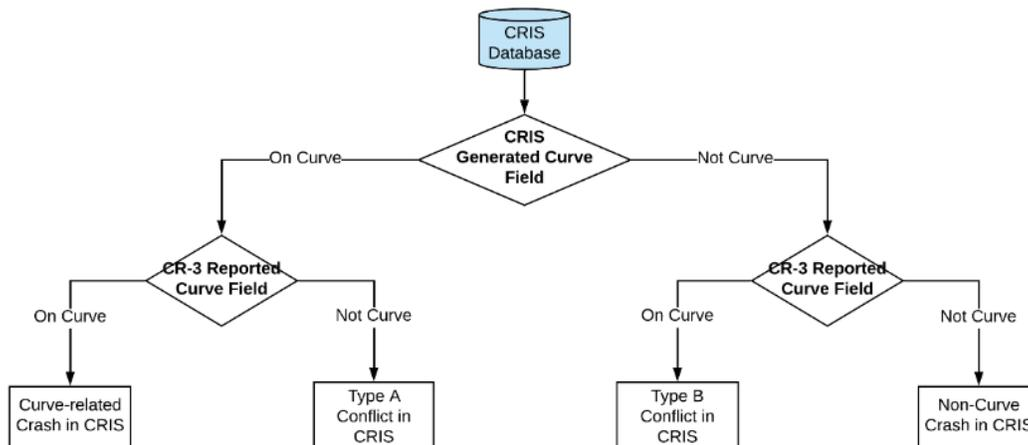 CRIS
Database
CRIS
Generated Curve
Field
On Curve
Not Curve
CR-3 Reported
Curve Field
CR-3 Reported
Curve Field
On Curve
Not Curve
On Curve
Not Curve
Curve-related
Crash in CRIS
Type A
Conflict in
CRIS
Type B
Conflict in
CRIS
Non-Curve
Crash in CRIS